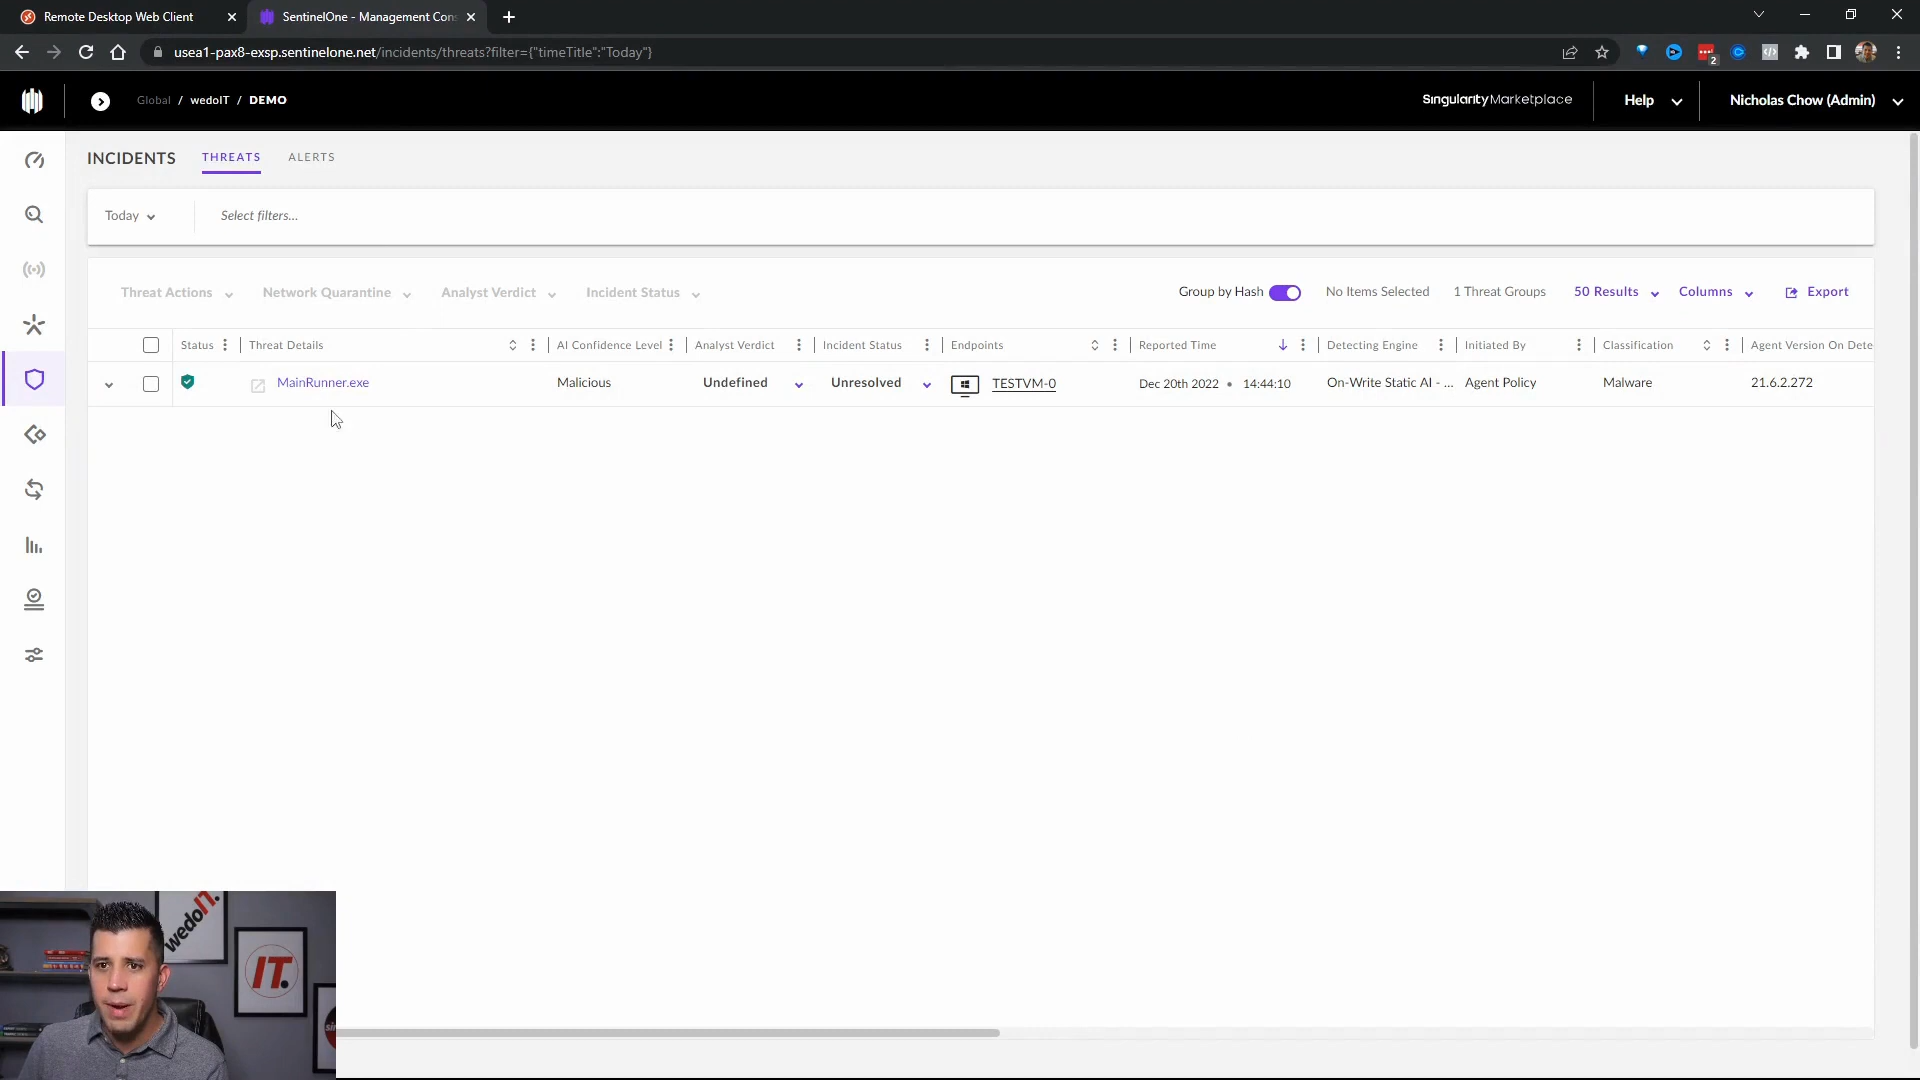 Remote Desktop Web Client
SentinelOne - Management Cons
usea1-pax8-exsp.sentinelone.net/incidents/threats?filter={"timeTitle":"Today"}
2
Global / wedoIT / DEMO
Singularity Marketplace
Help
Nicholas Chow (Admin)
INCIDENTS THREATS ALERTS
Today Select filters...
Threat Actions Network Quarantine Analyst Verdict Incident Status Group by Hash No Items Selected 1 Threat Groups 50 Results Columns Export
Status Threat Details AI Confidence Level Analyst Verdict Incident Status Endpoints Reported Time Detecting Engine Initiated By Classification Agent Version On Dete
MainRunner.exe Malicious Undefined Unresolved TESTVM-0 Dec 20th 2022 • 14:44:10 On-Write Static AI - ... Agent Policy Malware 21.6.2.272
wedoIT.
IT.